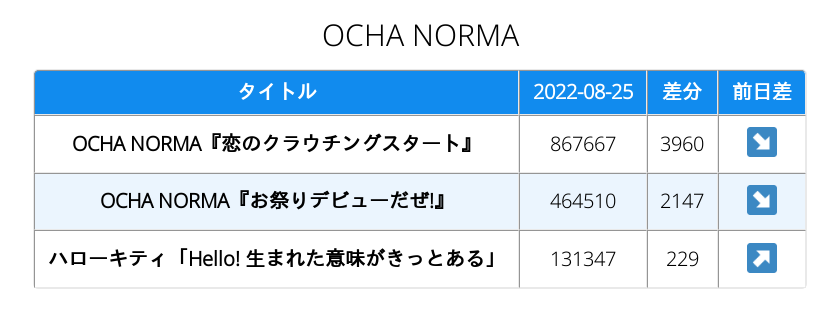 OCHA NORMA
タイトル 2022-08-25 差分 前日差
OCHA NORMA『恋のクラウチングスタート』 867667 3960
OCHA NORMA『お祭りデビューだぜ!』 464510 2147
ハローキティ「Hello! 生まれた意味がきっとある」 131347 229